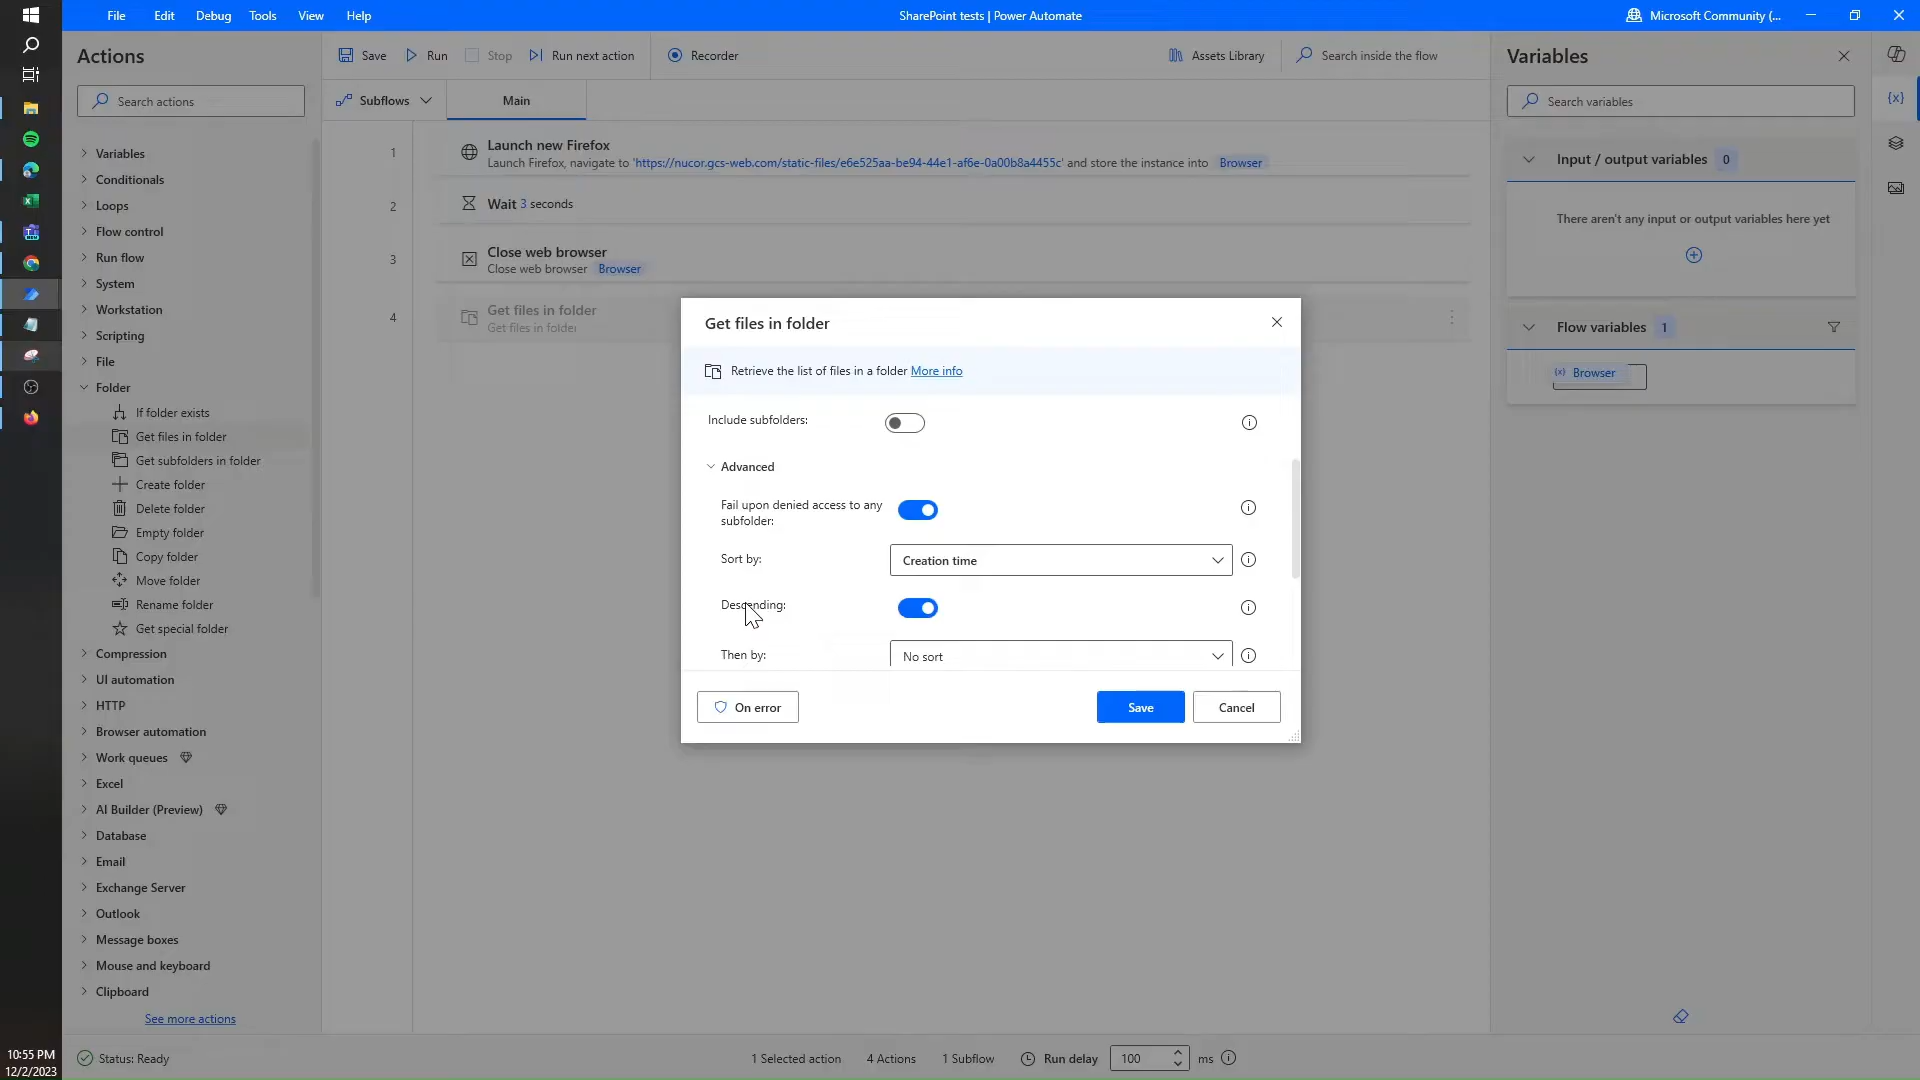 File Edit Debug Tools View Help
SharePoint tests | Power Automate
Microsoft Community (...
Actions
Search actions
Variables
Conditionals
Loops
Flow control
Run flow
System
Workstation
Scripting
File
Folder
If folder exists
Get files in folder
Get subfolders in folder
Create folder
Delete folder
Empty folder
Copy folder
Move folder
Rename folder
Get special folder
Compression
UI automation
HTTP
Browser automation
Work queues
Excel
AI Builder (Preview)
Database
Email
Exchange Server
Outlook
Message boxes
Mouse and keyboard
Clipboard
See more actions
Save Run Stop Run next action Recorder Assets Library Search inside the flow
Subflows Main
1 Launch new Firefox
Launch Firefox, navigate to 'https://nucor.gcs-web.com/static-files/e6e525aa-be94-44e1-af6e-0a00b8a4455c' and store the instance into Browser
2 Wait 3 seconds
3 Close web browser
Close web browser Browser
4 Get files in folder
Get files in folder
Get files in folder
Retrieve the list of files in a folder More info
Include subfolders:
Advanced
Fail upon denied access to any
subfolder:
Sort by: Creation time
Descending:
Then by: No sort
On error Save Cancel
Variables
{x}
Search variables
Input / output variables 0
There aren't any input or output variables here yet
Flow variables 1
(x) Browser
Status: Ready 1 Selected action 4 Actions 1 Subflow Run delay 100 ms
10:55 PM
12/2/2023